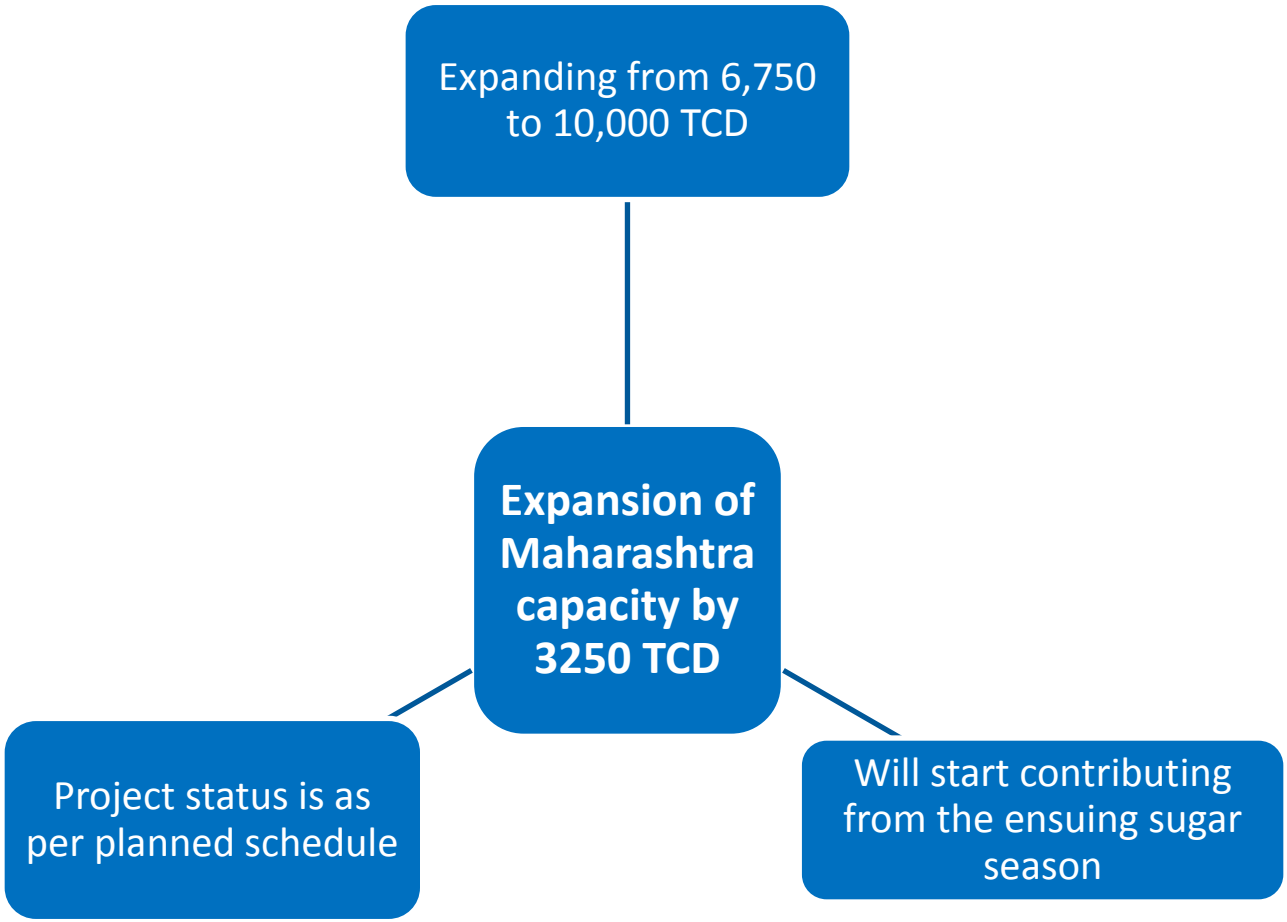 Expanding from 6,750
to 10,000 TCD
Expansion of
Maharashtra
capacity by
3250 TCD
Project status is as
per planned schedule
Will start contributing
from the ensuing sugar
season